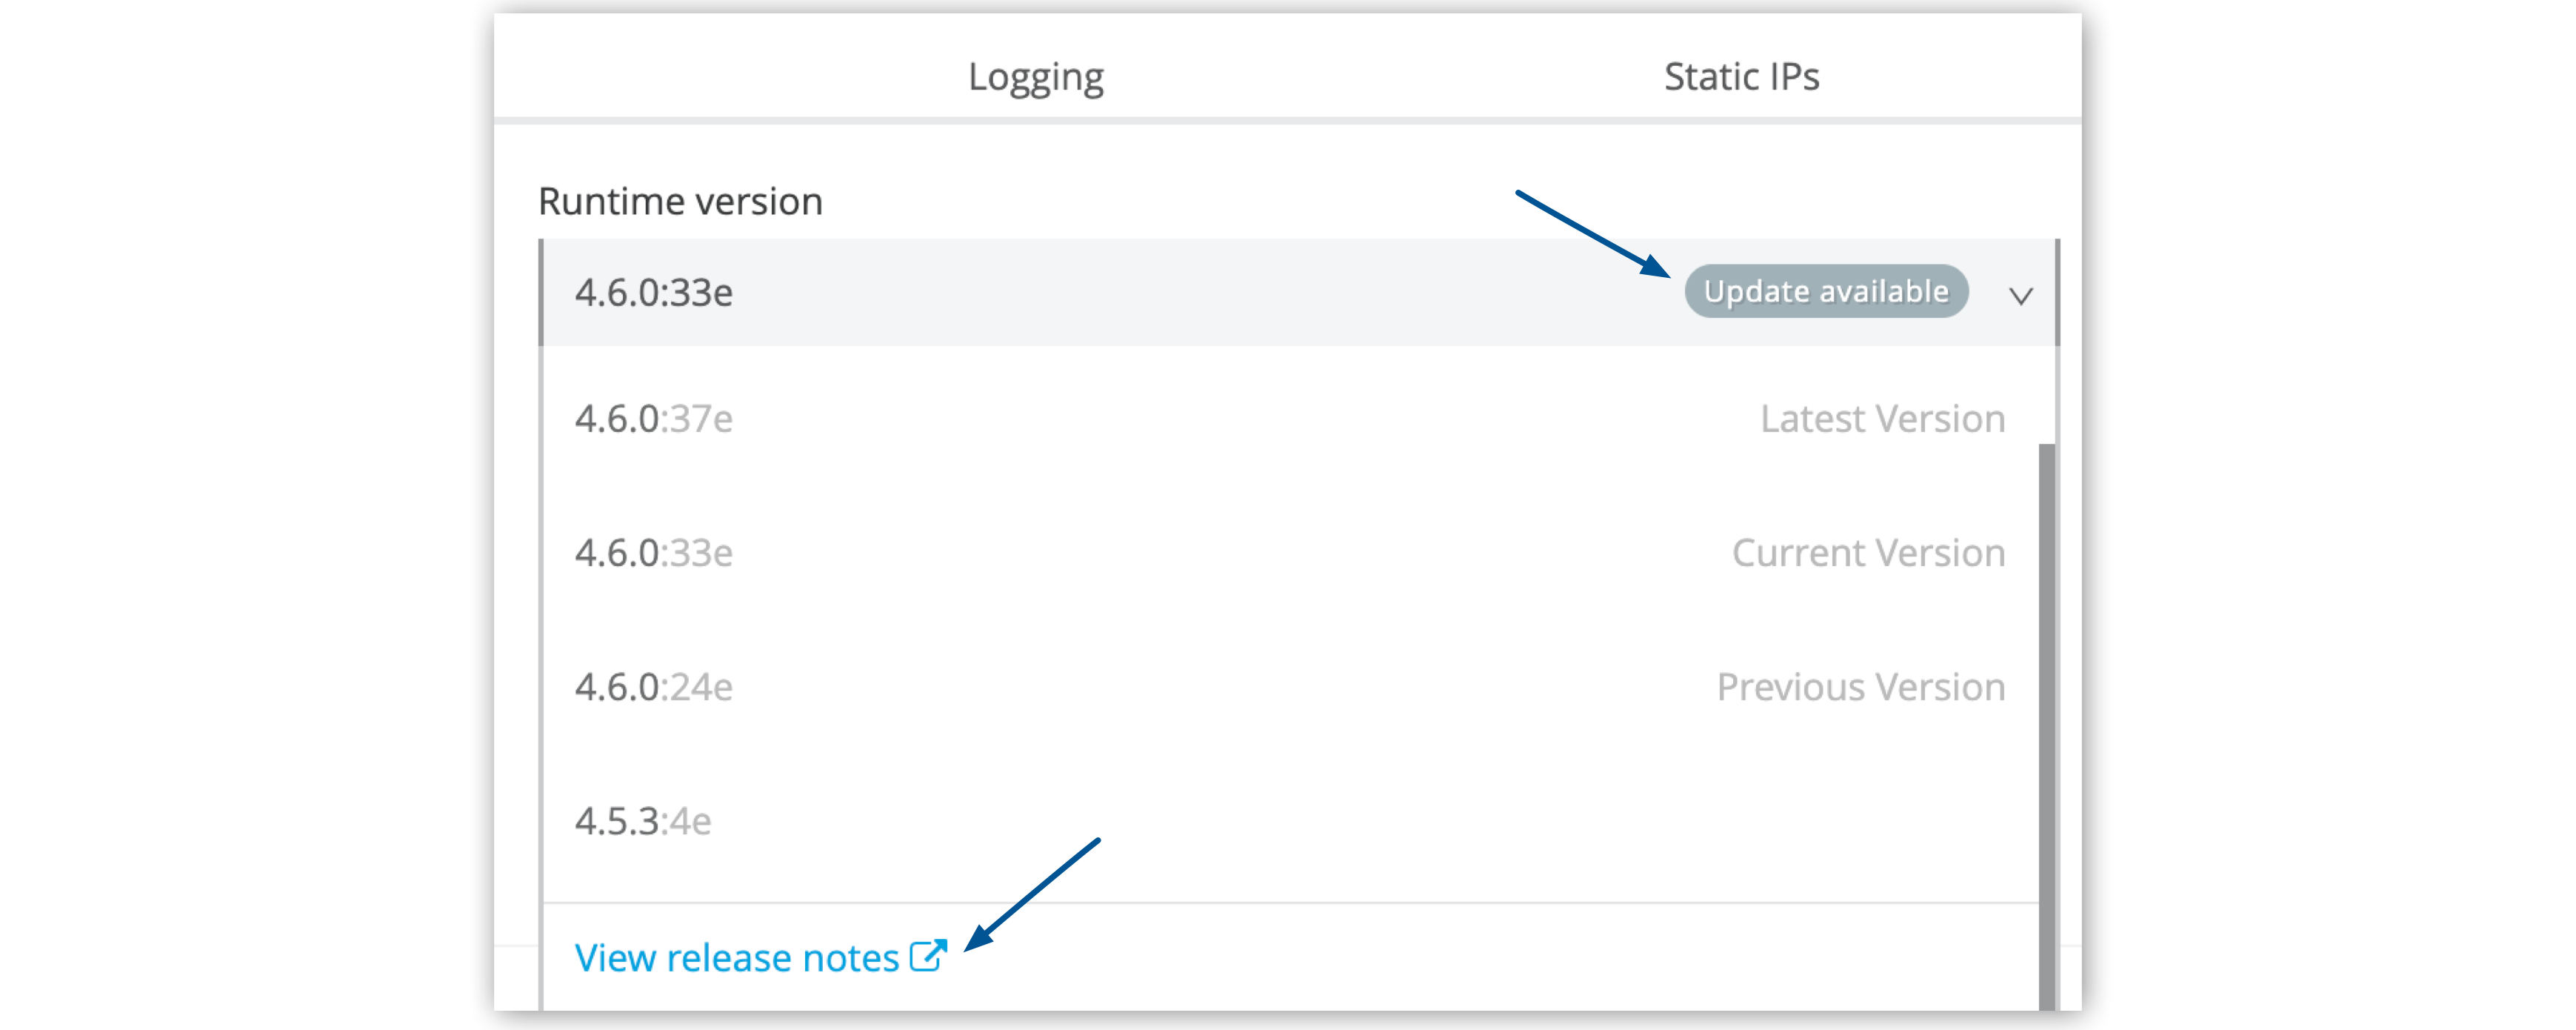 Logging Static IPs
Runtime version
4.6.0:33e Update available
4.6.0:37e Latest Version
4.6.0:33e Current Version
4.6.0:24e Previous Version
4.5.3:4e
View release notes